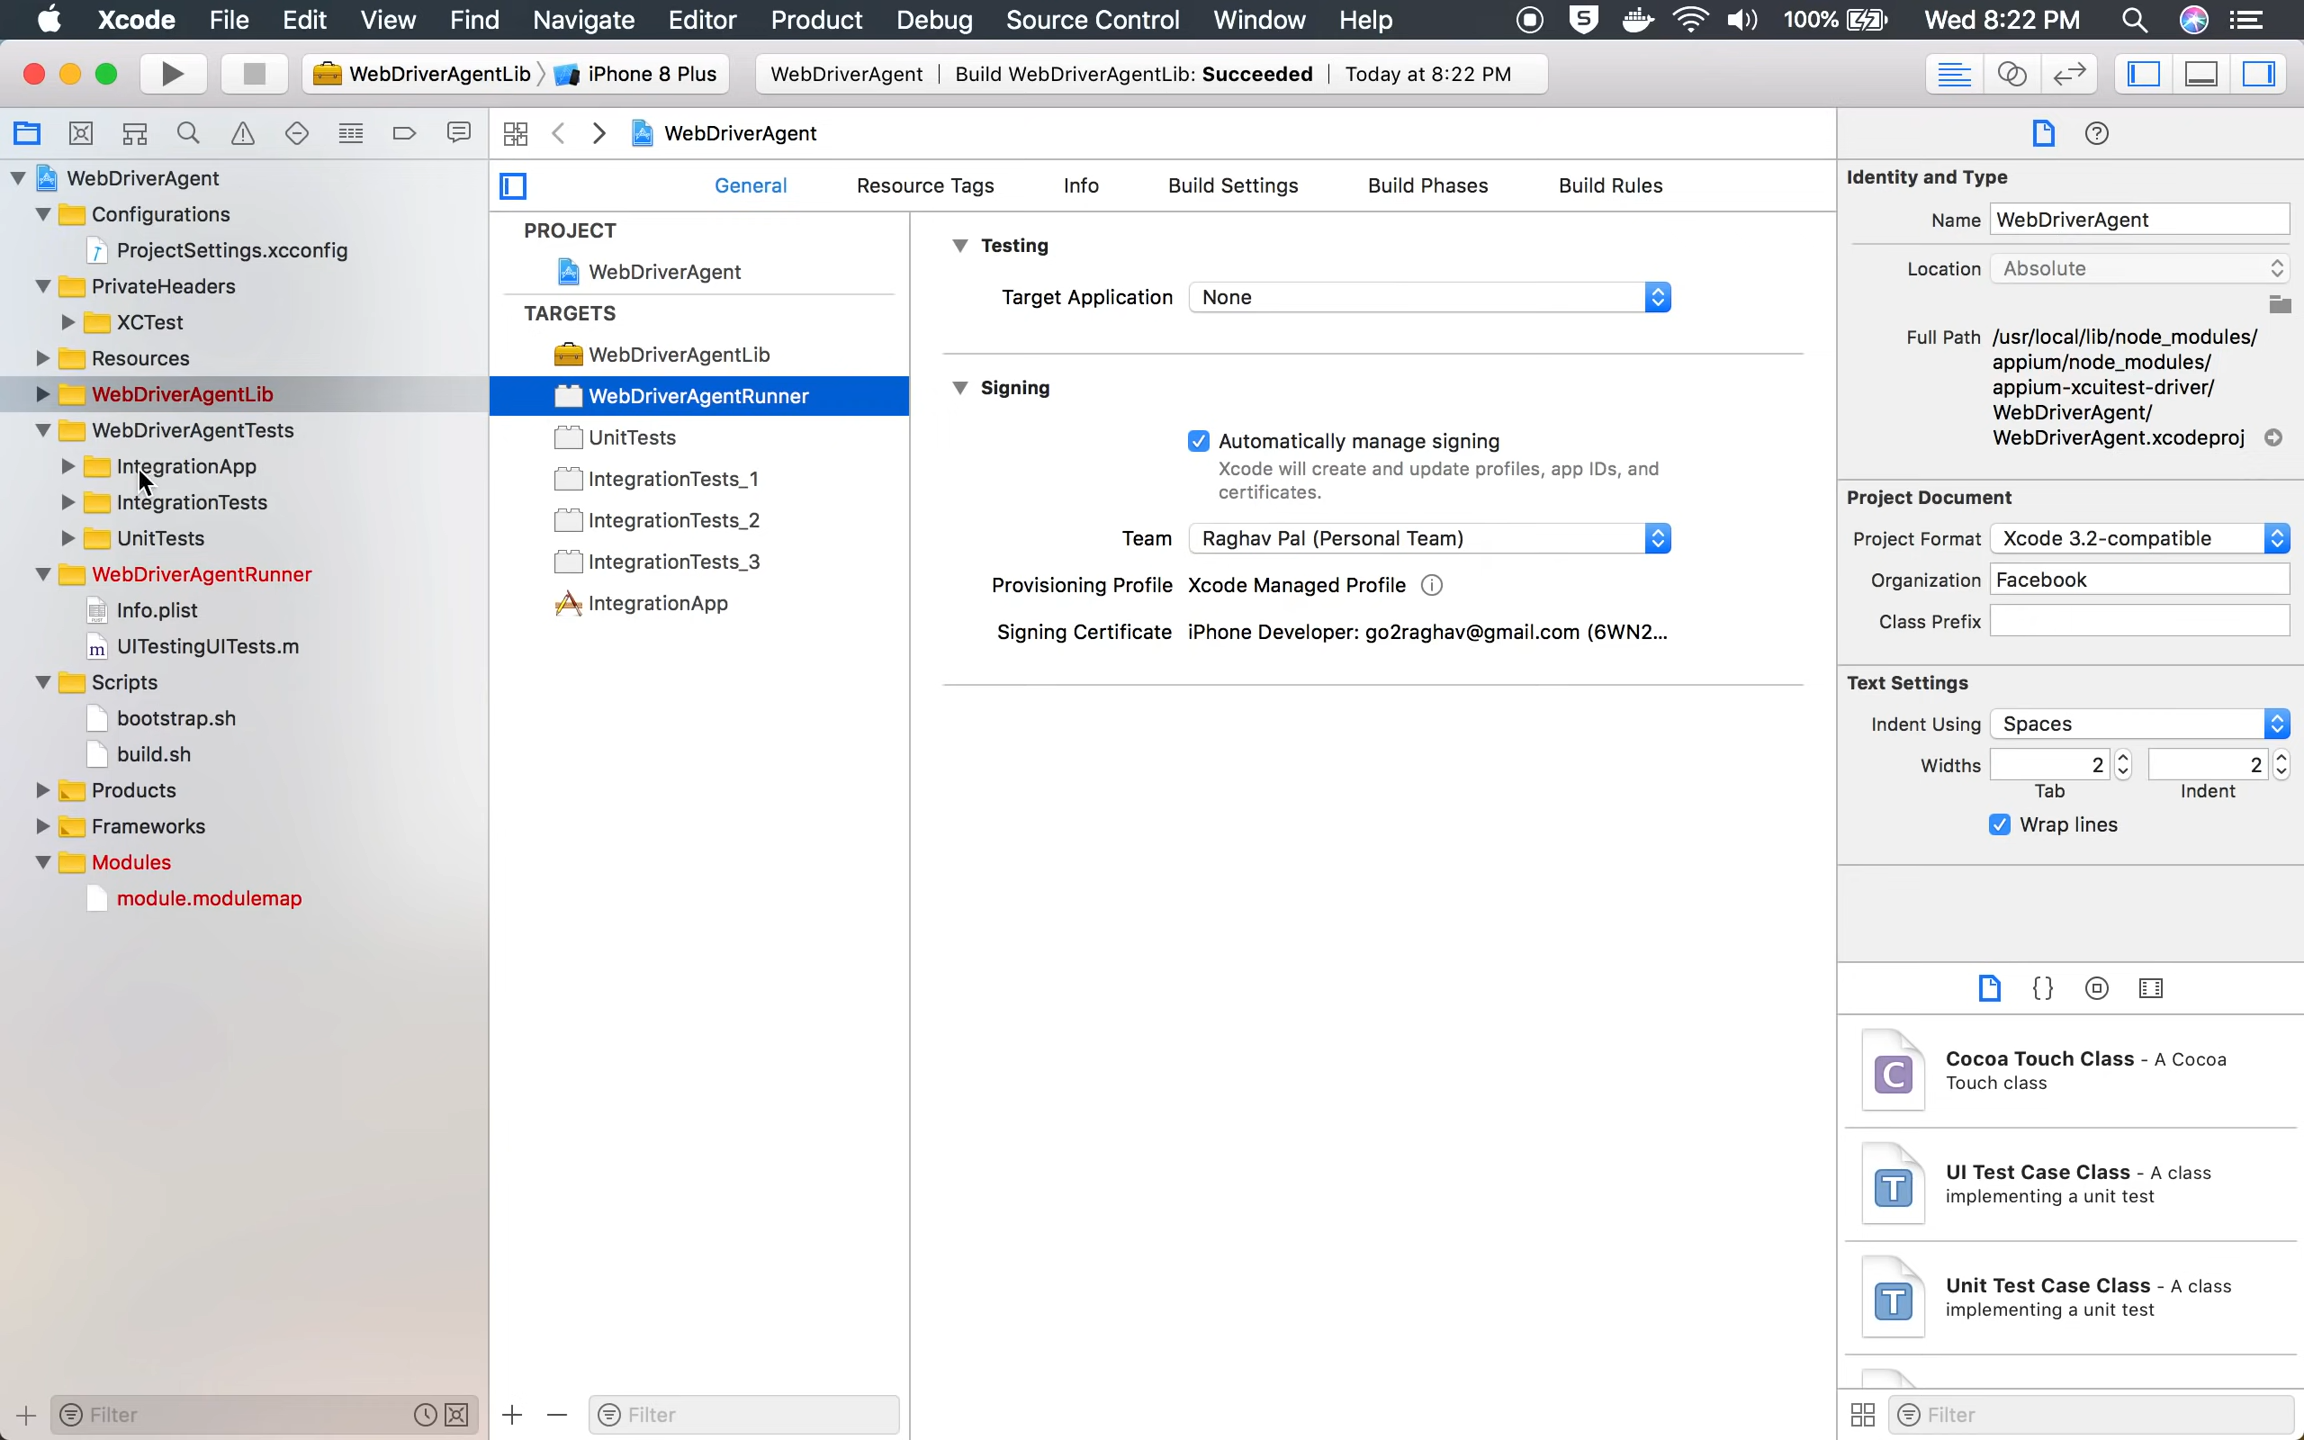 Xcode File Edit View Find Navigate Editor Product Debug Source Control Window Help 100% Wed 8:22 PM
WebDriverAgentLib iPhone 8 Plus WebDriverAgent Build WebDriverAgentLib: Succeeded Today at 8:22 PM
WebDriverAgent
WebDriverAgent
Configurations
ProjectSettings.xcconfig
PrivateHeaders
XCTest
Resources
WebDriverAgentLib
WebDriverAgentTests
IntegrationApp
IntegrationTests
UnitTests
WebDriverAgentRunner
Info.plist
UITestingUITests.m
Scripts
bootstrap.sh
build.sh
Products
Frameworks
Modules
module.modulemap
Filter
General Resource Tags Info Build Settings Build Phases Build Rules
PROJECT
WebDriverAgent
TARGETS
WebDriverAgentLib
WebDriverAgentRunner
UnitTests
IntegrationTests_1
IntegrationTests_2
IntegrationTests_3
IntegrationApp
Filter
Testing
Target Application None
Signing
Automatically manage signing
Xcode will create and update profiles, app IDs, and
certificates.
Team Raghav Pal (Personal Team)
Provisioning Profile Xcode Managed Profile
Signing Certificate iPhone Developer: go2raghav@gmail.com (6WN2...
Identity and Type
Name WebDriverAgent
Location Absolute
Full Path /usr/local/lib/node_modules/
appium/node_modules/
appium-xcuitest-driver/
WebDriverAgent/
WebDriverAgent.xcodeproj
Project Document
Project Format Xcode 3.2-compatible
Organization Facebook
Class Prefix
Text Settings
Indent Using Spaces
Widths 2 2
Tab Indent
Wrap lines
Cocoa Touch Class - A Cocoa
Touch class
UI Test Case Class - A class
implementing a unit test
Unit Test Case Class - A class
implementing a unit test
Filter